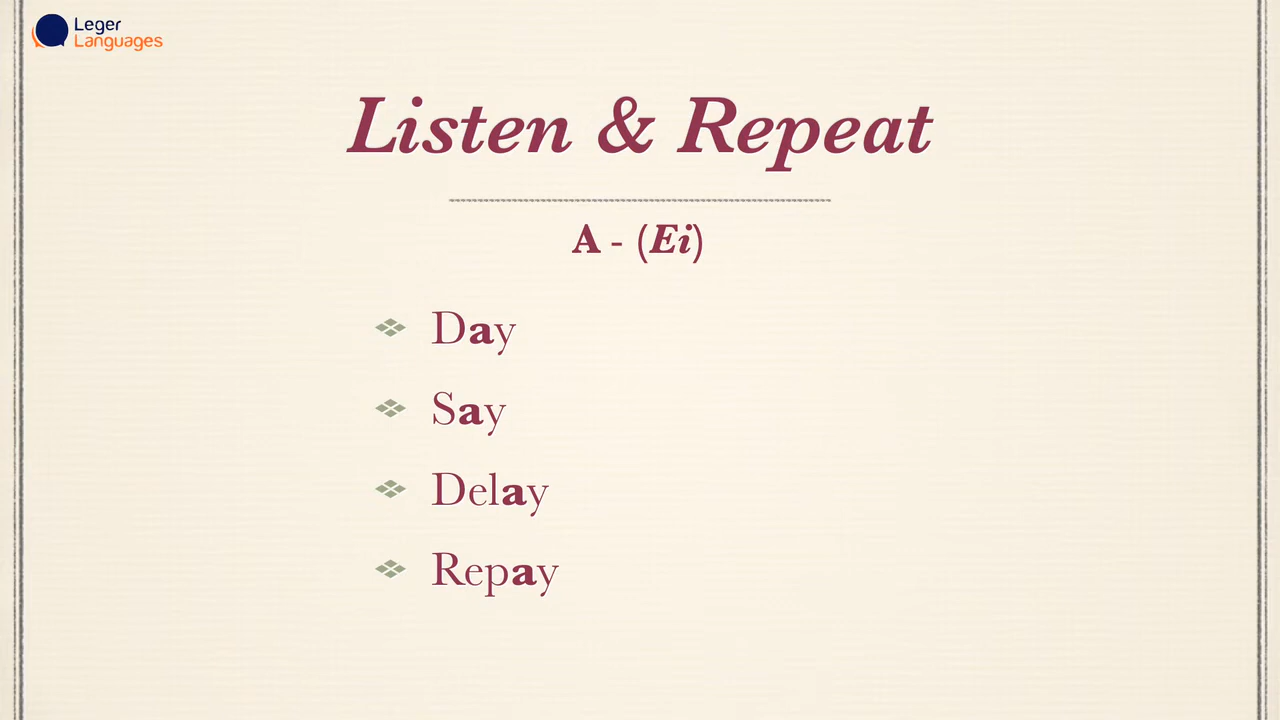 Leger
Languages
Listen & Repeat
A - (Ei)
Day
Say
Delay
Repay